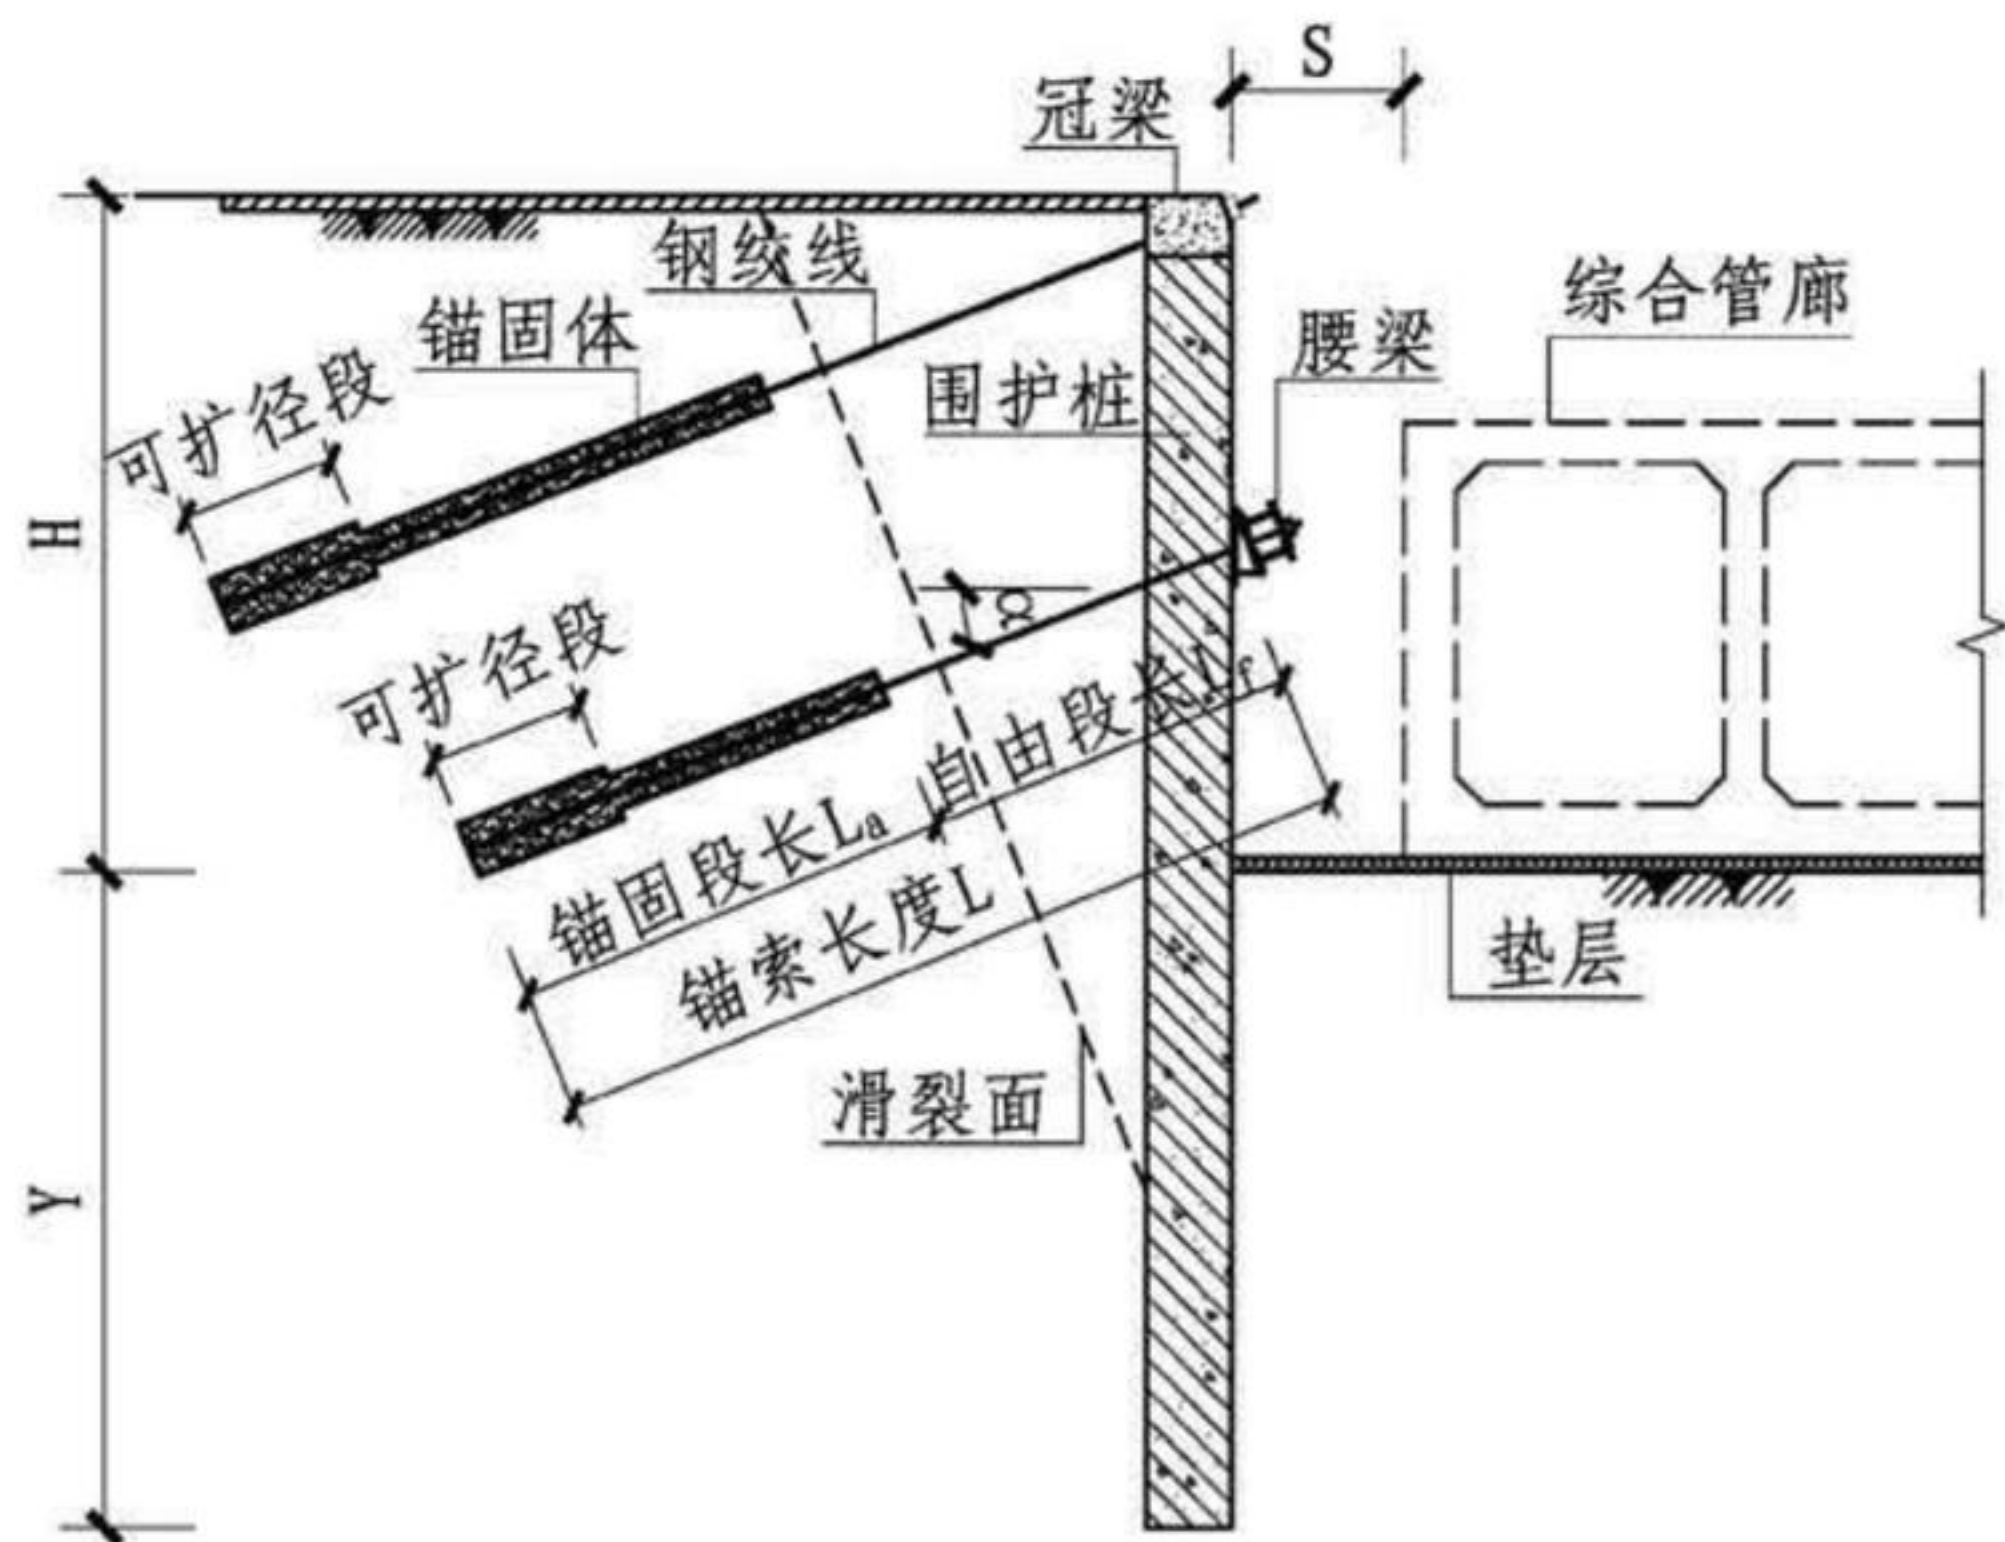 S
冠梁
钢绞线
综合管廊
锚固体
腰梁
可扩径段
围护桩
H
α
可扩径段
自由段长Lf
锚固段长La
锚索长度L
垫层
滑裂面
Y